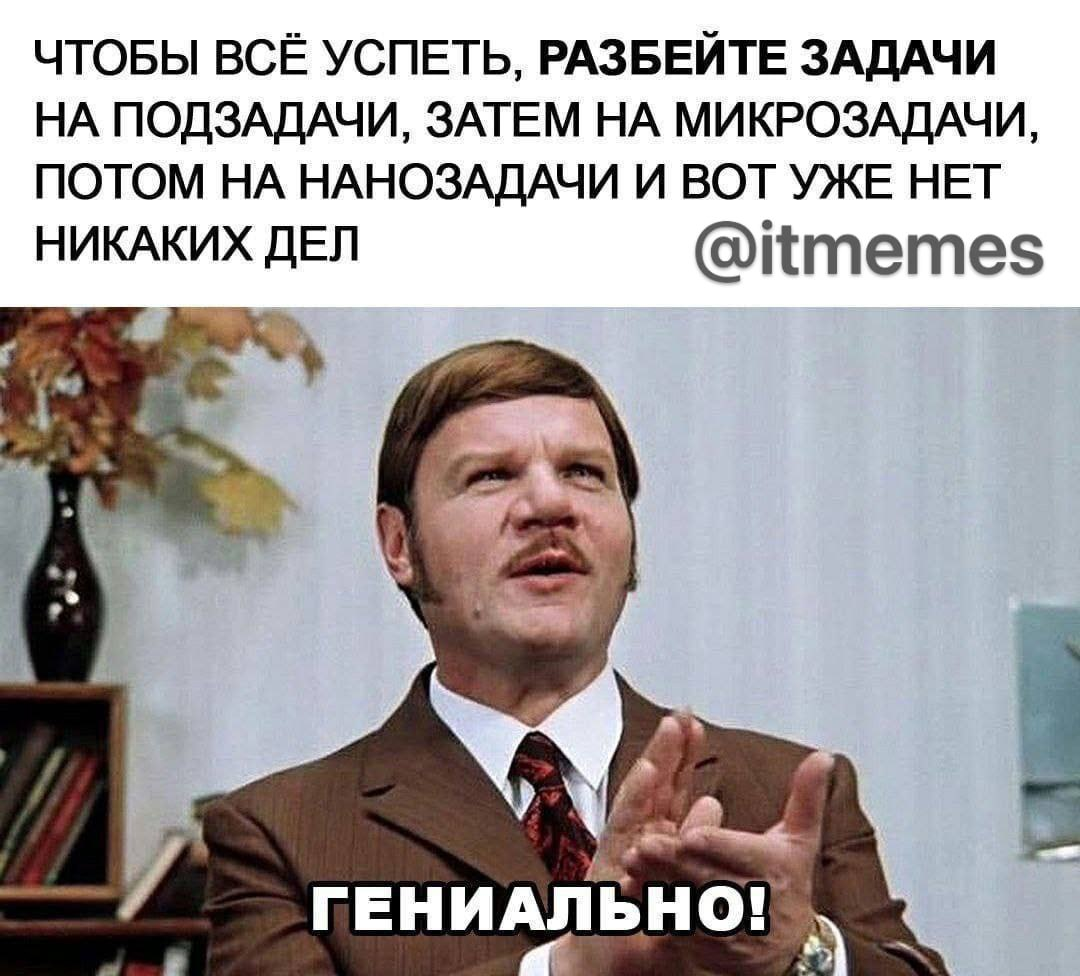 ЧТОБЫ ВСЁ УСПЕТЬ, РАЗБЕЙТЕ ЗАДАЧИ
НА ПОДЗАДАЧИ, ЗАТЕМ НА МИКРОЗАДАЧИ,
ПОТОМ НА НАНОЗАДАЧИ И ВОТ УЖЕ НЕТ
НИКАКИХ ДЕЛ @itmemes
ГЕНИАЛЬНО!